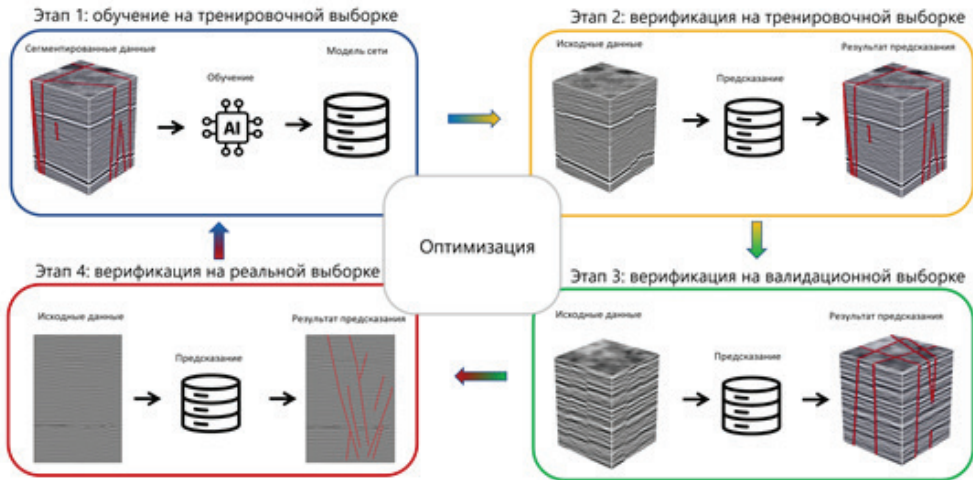 Этап 1: обучение на тренировочной выборке
Сегментированные данные
Обучение
Модель сети
AI
Этап 2: верификация на тренировочной выборке
Исходные данные
Предсказание
Результат предсказания
Оптимизация
Этап 4: верификация на реальной выборке
Исходные данные
Предсказание
Результат предсказания
Этап 3: верификация на валидационной выборке
Исходные данные
Предсказание
Результат предсказания